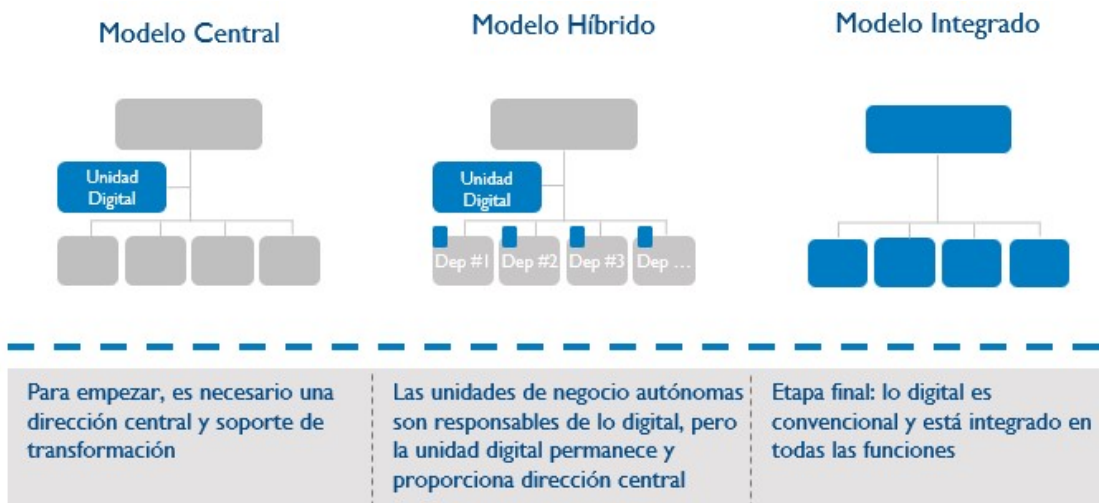 Modelo Central
Modelo Híbrido
Modelo Integrado
Unidad
Digital
Unidad
Digital
Dep #1
Dep #2
Dep #3
Dep ...
Para empezar, es necesario una
dirección central y soporte de
transformación
Las unidades de negocio autónomas
son responsables de lo digital, pero
la unidad digital permanece y
proporciona dirección central
Etapa final: lo digital es
convencional y está integrado en
todas las funciones